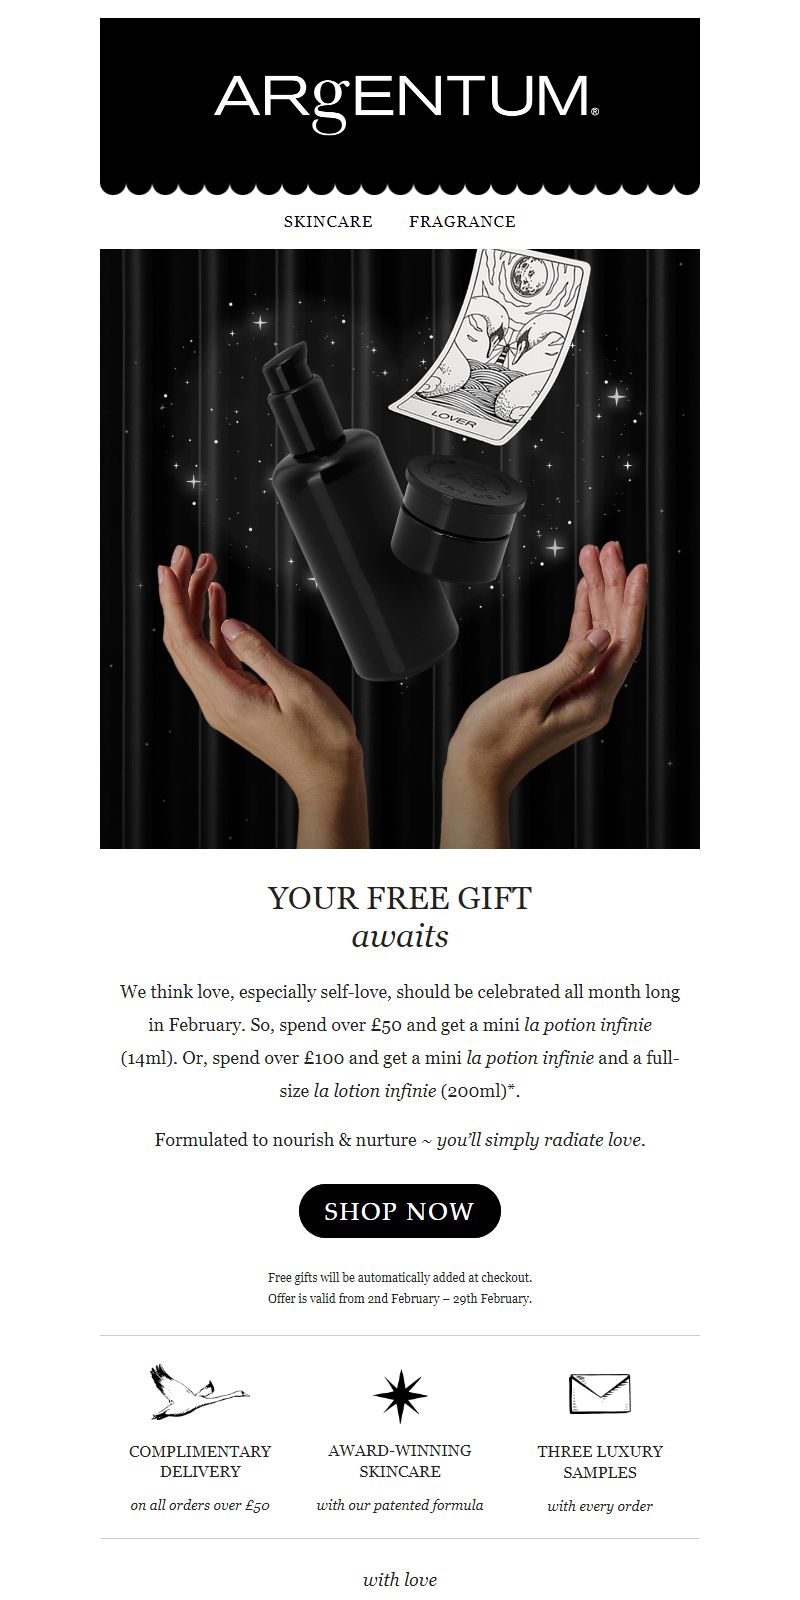 ARgENTUM®
SKINCARE FRAGRANCE
LOVER
TRY ME
YOUR FREE GIFT
awaits
We think love, especially self-love, should be celebrated all month long
in February. So, spend over £50 and get a mini la potion infinie
(14ml). Or, spend over £100 and get a mini la potion infinie and a full-
size la lotion infinie (200ml)*.
Formulated to nourish & nurture ~ you’ll simply radiate love.
SHOP NOW
Free gifts will be automatically added at checkout.
Offer is valid from 2nd February – 29th February.
COMPLIMENTARY
DELIVERY
on all orders over £50
AWARD-WINNING
SKINCARE
with our patented formula
THREE LUXURY
SAMPLES
with every order
with love